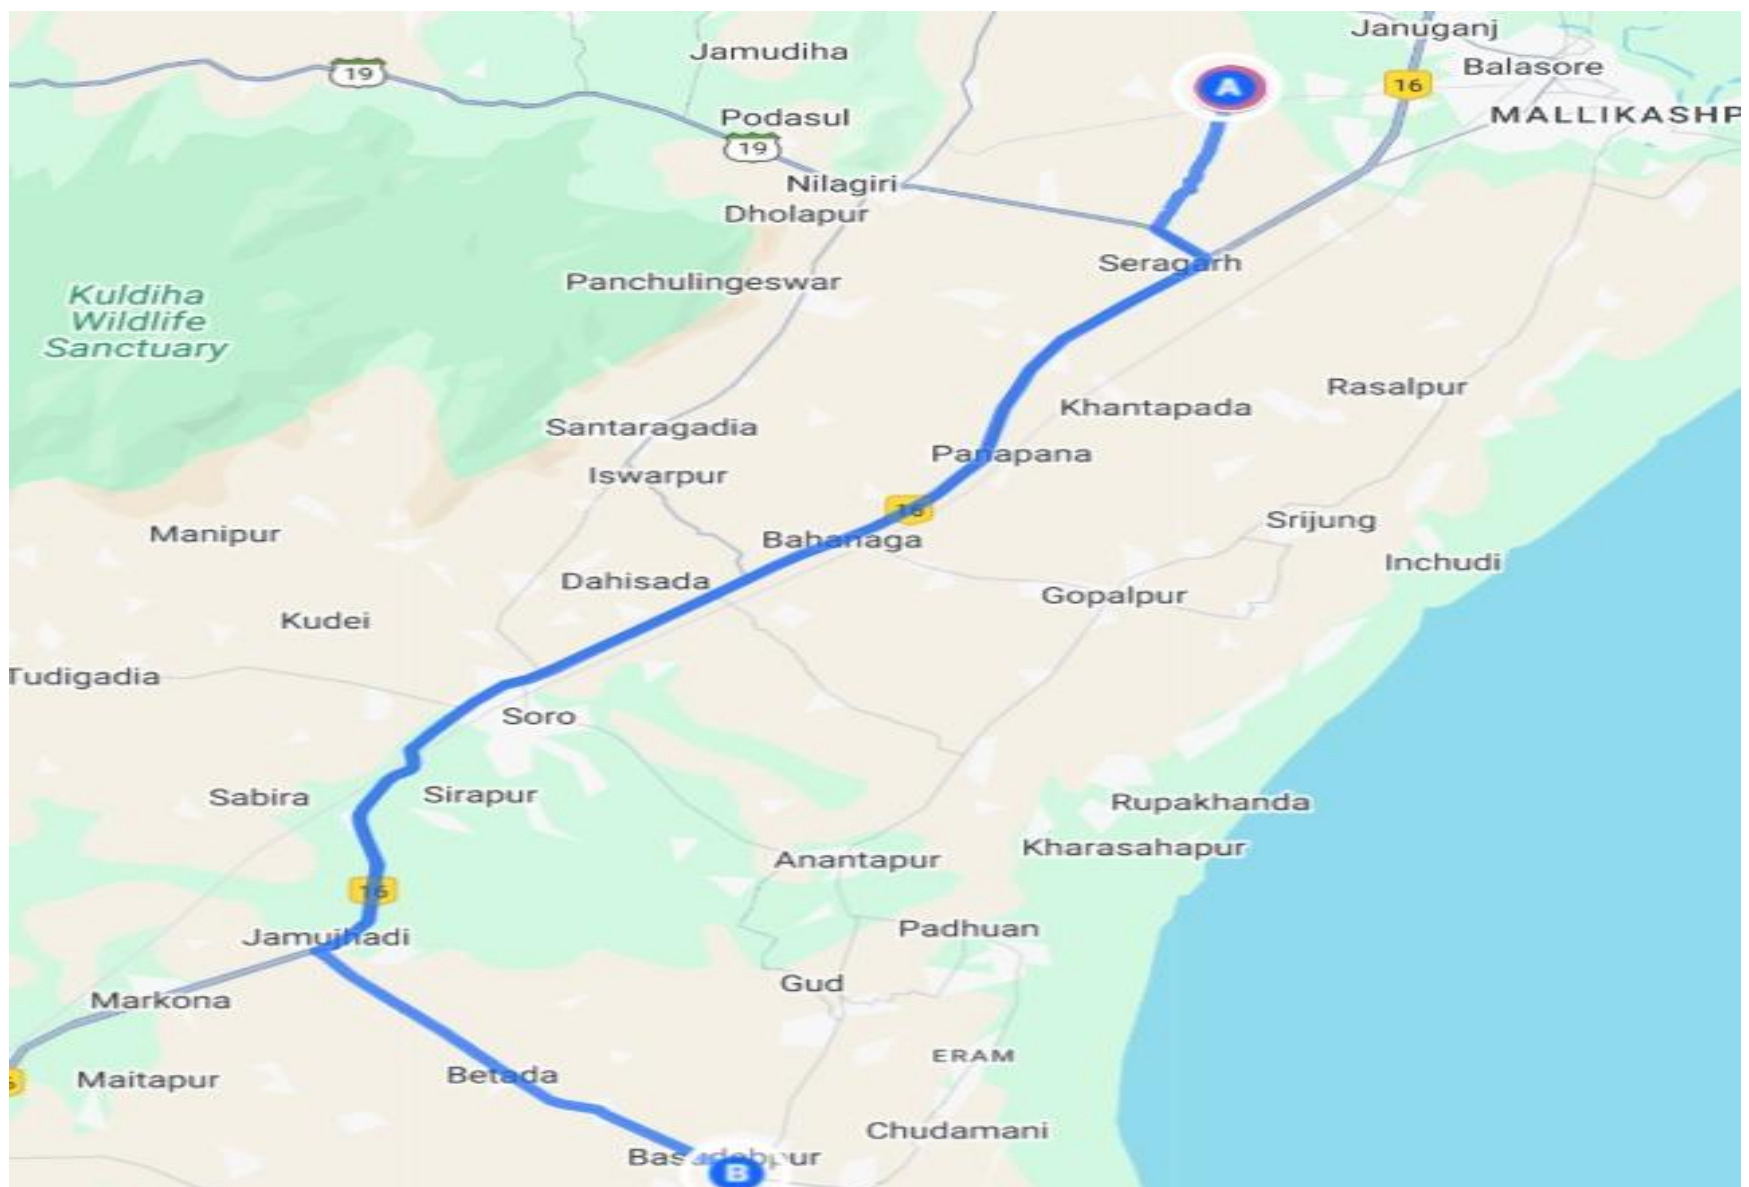 Januganj
Jamudiha
Balasore
19
A
16
MALLIKASHP
Podasul
19
Nilagiri
Dholapur
Seragarh
Panchulingeswar
Kuldiha
Wildlife
Sanctuary
Rasalpur
Khantapada
Santaragadia
Panapana
Iswarpur
16
Srijung
Manipur
Bahanaga
Inchudi
Dahisada
Gopalpur
Kudei
Tudigadia
Soro
Sabira
Sirapur
Rupakhanda
Kharasahapur
Anantapur
16
Padhuan
Jamujhadi
Gud
Markona
ERAM
Betada
Maitapur
Chudamani
Basudebpur
B